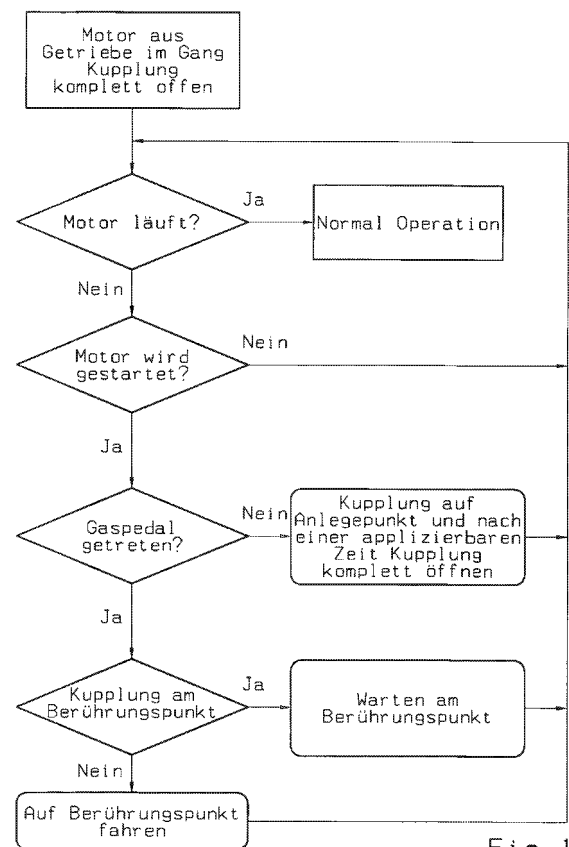 Motor aus
Getriebe im Gang
Kupplung
komplett offen
Motor läuft?
Ja
Normal Operation
Nein
Motor wird
gestartet?
Nein
Ja
Gaspedal
getreten?
Nein
Kupplung auf
Anlegepunkt und nach
einer applizierbaren
Zeit Kupplung
komplett öffnen
Ja
Kupplung am
Berührungspunkt
Ja
Warten am
Berührungspunkt
Nein
Auf Berührungspunkt
fahren
Fig. 1